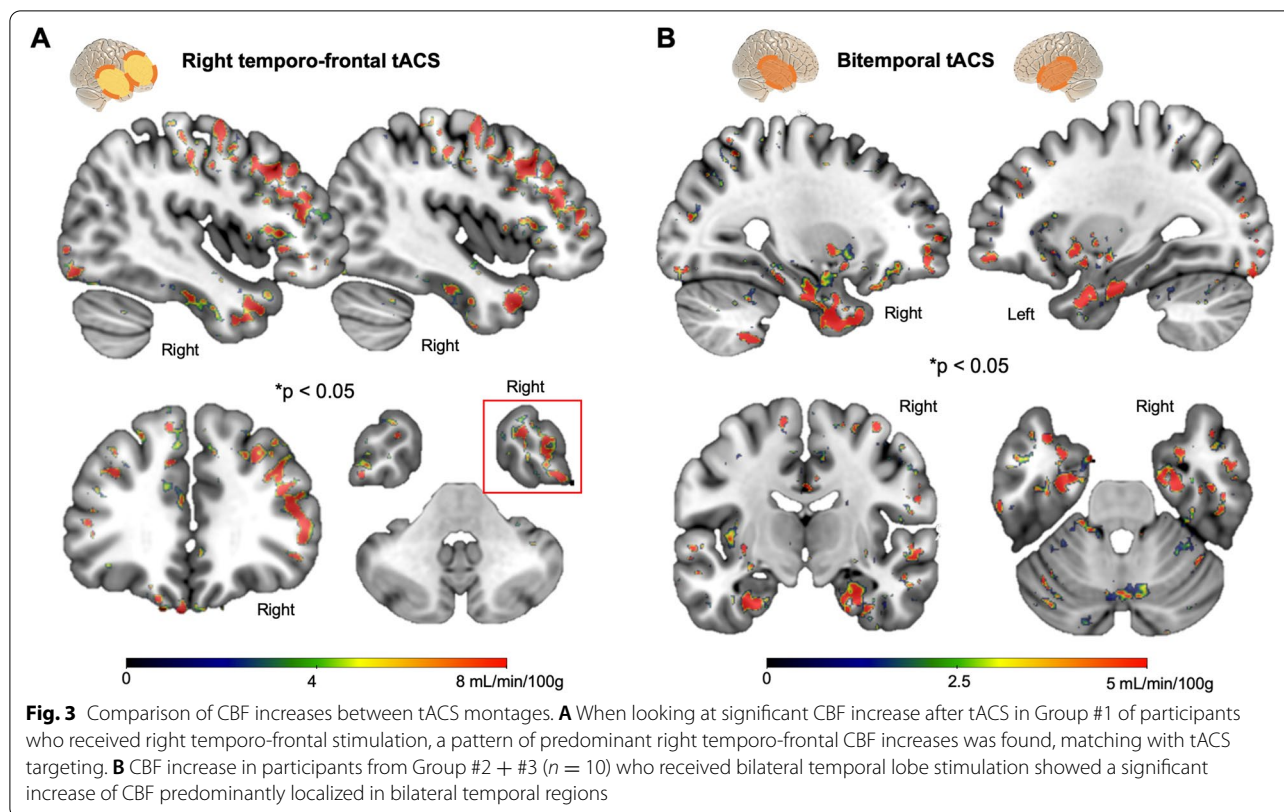 A
Right temporo-frontal tACS
Right
Right
*p < 0.05
Right
Right
0
4
8 mL/min/100g
B
Bitemporal tACS
Right
Left
*p < 0.05
Right
Right
0
2.5
5 mL/min/100g
Fig. 3 Comparison of CBF increases between tACS montages. A When looking at significant CBF increase after tACS in Group #1 of participants
who received right temporo-frontal stimulation, a pattern of predominant right temporo-frontal CBF increases was found, matching with tACS
targeting. B CBF increase in participants from Group #2 + #3 (n = 10) who received bilateral temporal lobe stimulation showed a significant
increase of CBF predominantly localized in bilateral temporal regions